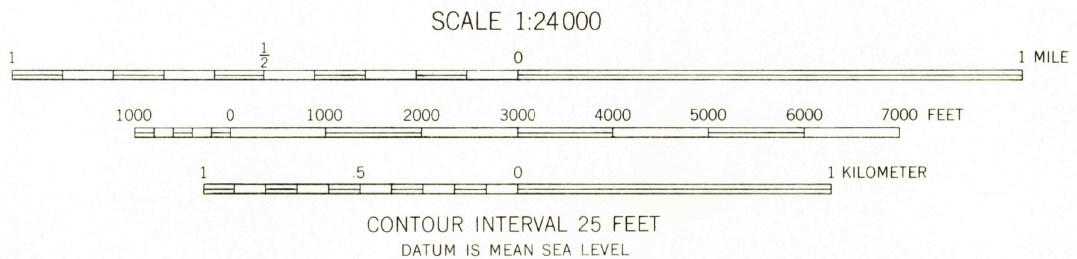 SCALE 1:24000
1 ½ 0 1 MILE
1000 0 1000 2000 3000 4000 5000 6000 7000 FEET
1 .5 0 1 KILOMETER
CONTOUR INTERVAL 25 FEET
DATUM IS MEAN SEA LEVEL